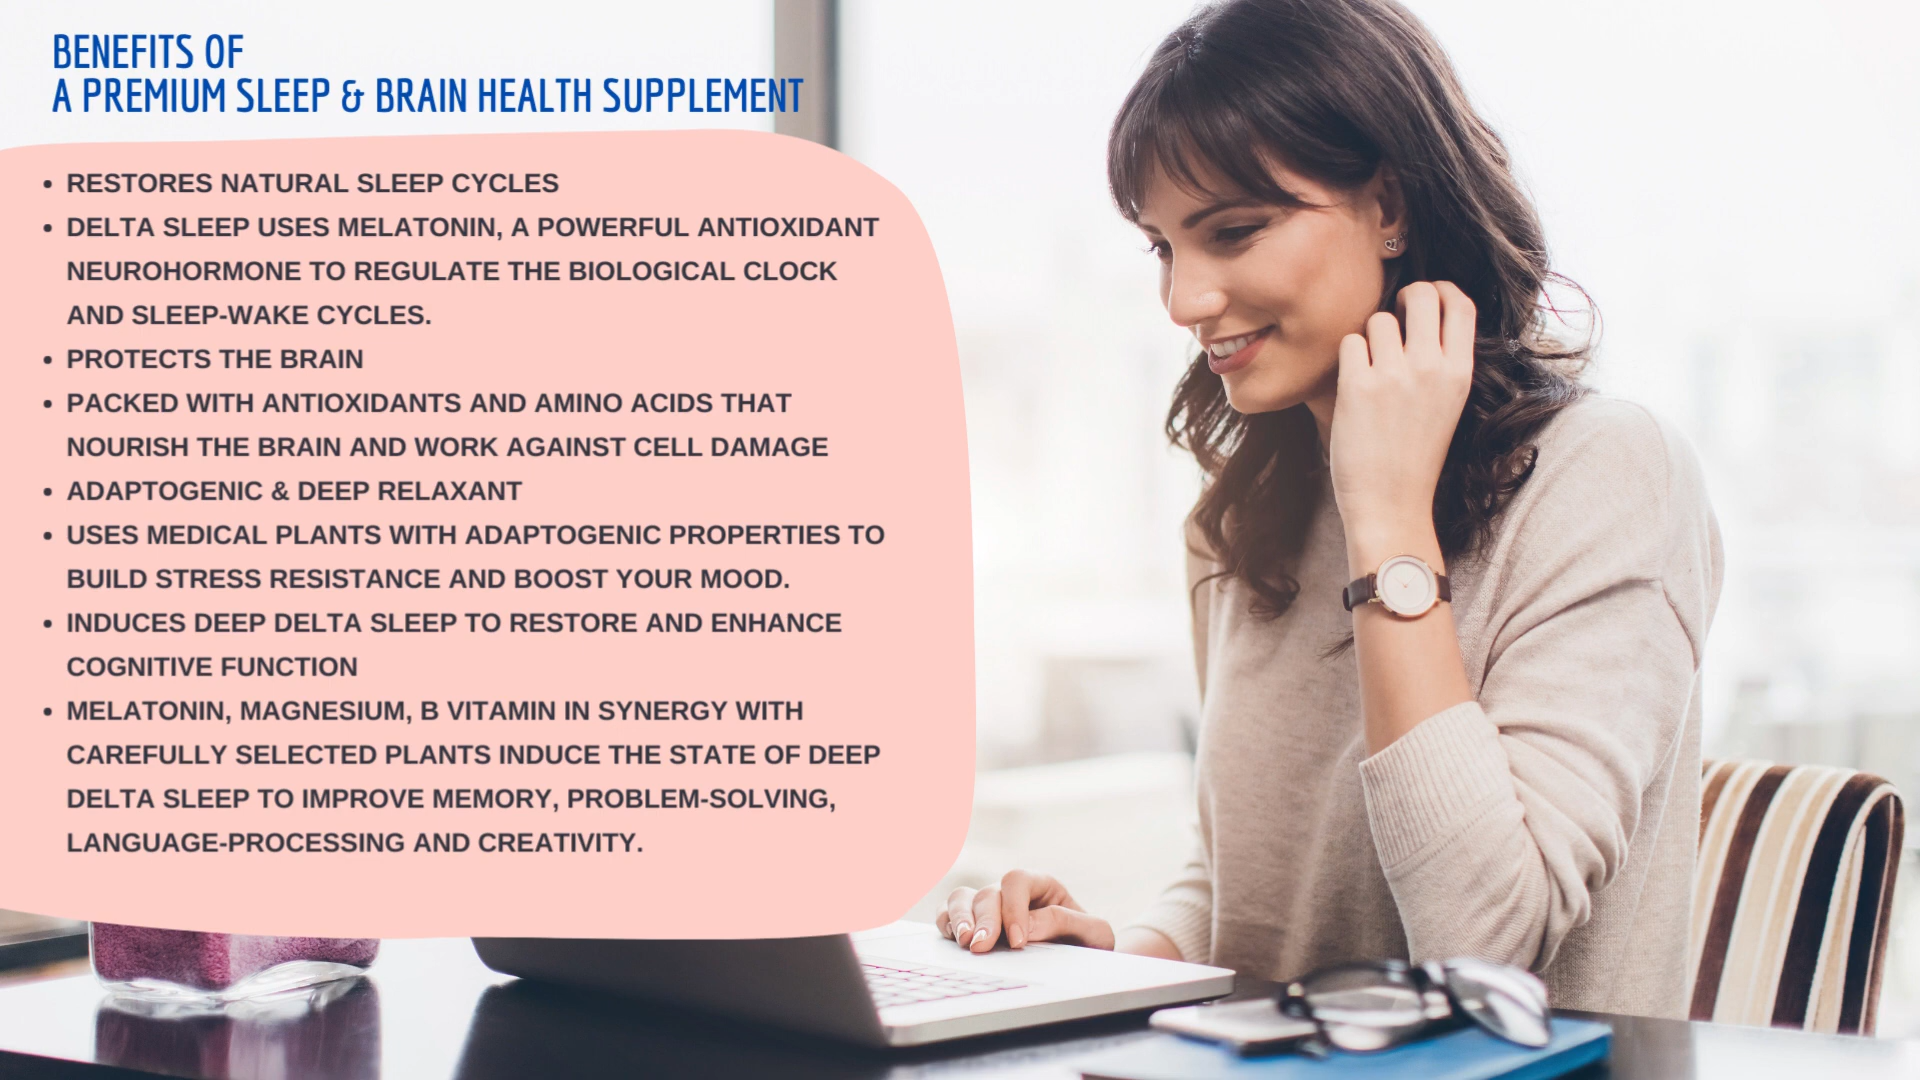 BENEFITS OF
A PREMIUM SLEEP & BRAIN HEALTH SUPPLEMENT
• RESTORES NATURAL SLEEP CYCLES
• DELTA SLEEP USES MELATONIN, A POWERFUL ANTIOXIDANT
NEUROHORMONE TO REGULATE THE BIOLOGICAL CLOCK
AND SLEEP-WAKE CYCLES.
• PROTECTS THE BRAIN
• PACKED WITH ANTIOXIDANTS AND AMINO ACIDS THAT
NOURISH THE BRAIN AND WORK AGAINST CELL DAMAGE
• ADAPTOGENIC & DEEP RELAXANT
• USES MEDICAL PLANTS WITH ADAPTOGENIC PROPERTIES TO
BUILD STRESS RESISTANCE AND BOOST YOUR MOOD.
• INDUCES DEEP DELTA SLEEP TO RESTORE AND ENHANCE
COGNITIVE FUNCTION
• MELATONIN, MAGNESIUM, B VITAMIN IN SYNERGY WITH
CAREFULLY SELECTED PLANTS INDUCE THE STATE OF DEEP
DELTA SLEEP TO IMPROVE MEMORY, PROBLEM-SOLVING,
LANGUAGE-PROCESSING AND CREATIVITY.